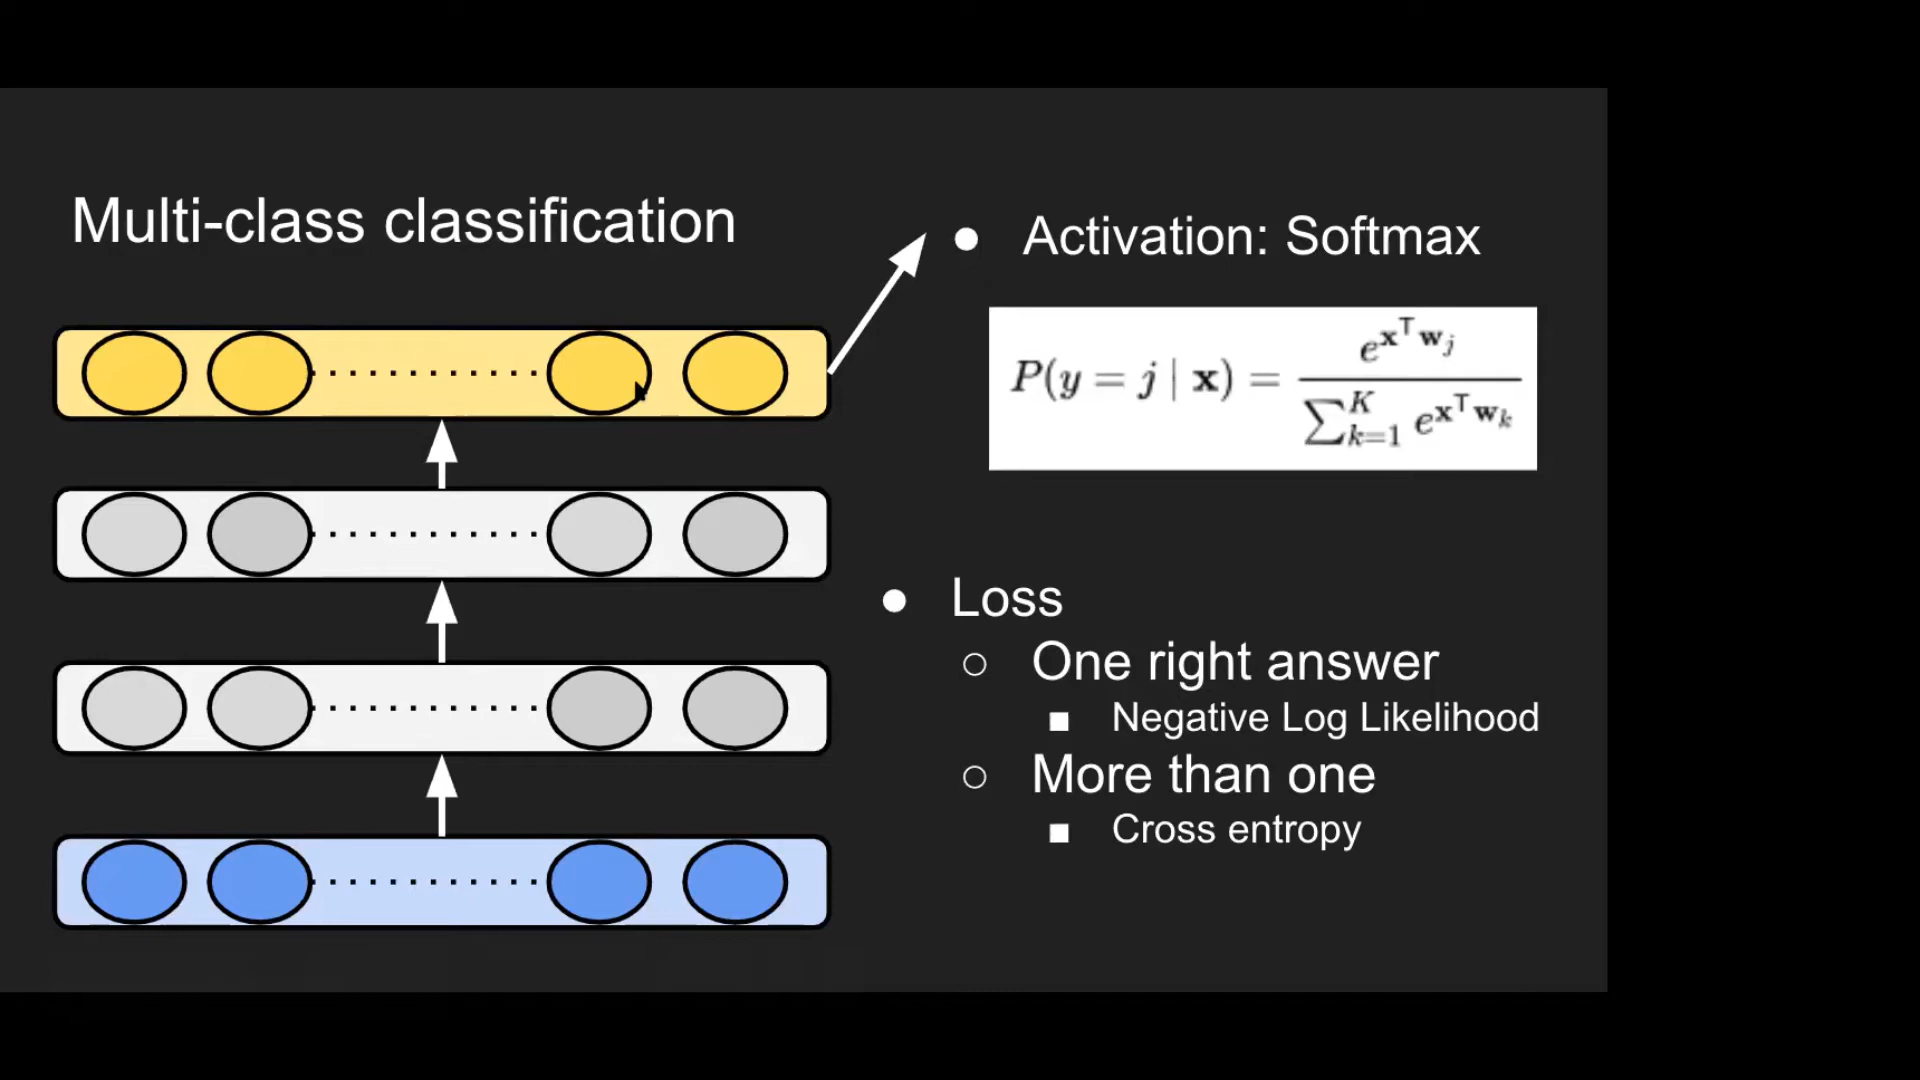 Multi-class classification
● Activation: Softmax
P(y = j | x) = e^{x^⊤ w_j} / ∑_{k=1}^{K} e^{x^⊤ w_k}
● Loss
○ One right answer
■ Negative Log Likelihood
○ More than one
■ Cross entropy